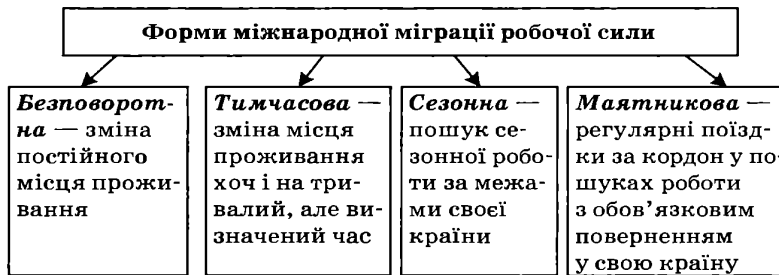 Форми міжнародної міграції робочої сили
Безповорот-
на — зміна
постійного
місця прожи-
вання
Тимчасова —
зміна місця
проживання
хоч і на три-
валий, але ви-
значений час
Сезонна —
пошук се-
зонної робо-
ти за межа-
ми своєї
країни
Маятникова —
регулярні поїзд-
ки за кордон у по-
шуках роботи
з обов’язковим
поверненням
у свою країну